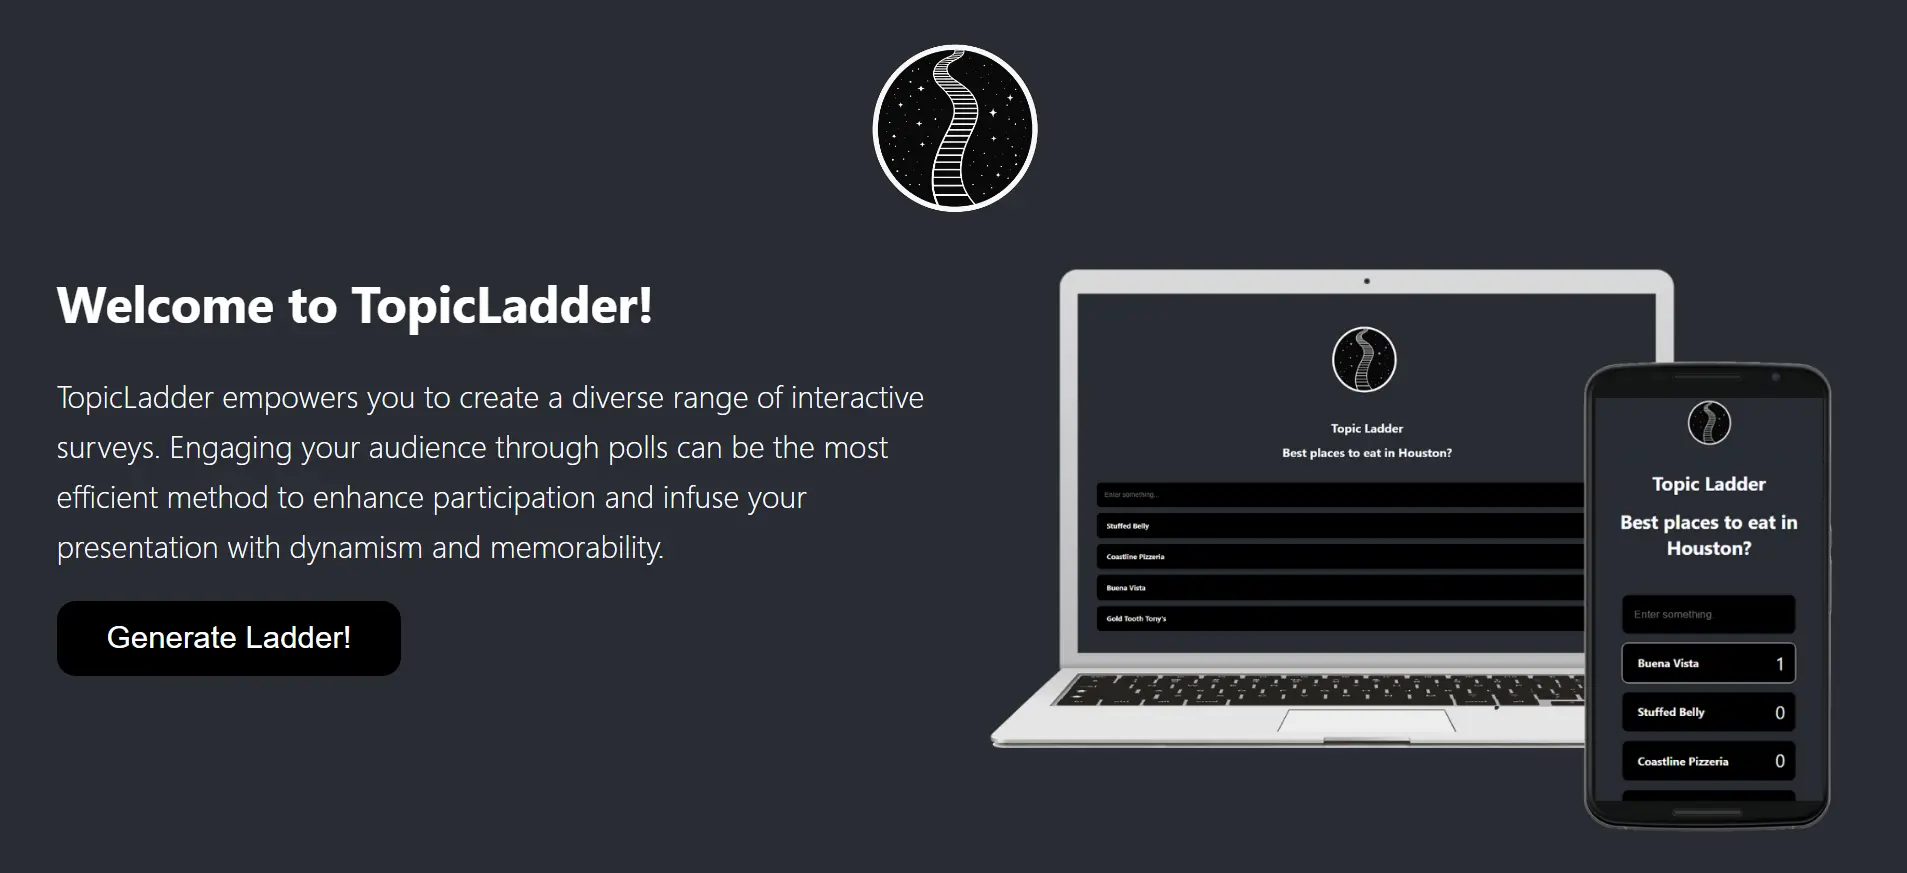 Welcome to TopicLadder!
TopicLadder empowers you to create a diverse range of interactive
surveys. Engaging your audience through polls can be the most
efficient method to enhance participation and infuse your
presentation with dynamism and memorability.
Generate Ladder!
Topic Ladder
Best places to eat in Houston?
Enter something...
Stuffed Belly
Coastline Pizzeria
Buena Vista
Gold Tooth Tony's
Topic Ladder
Best places to eat in
Houston?
Enter something
Buena Vista 1
Stuffed Belly 0
Coastline Pizzeria 0